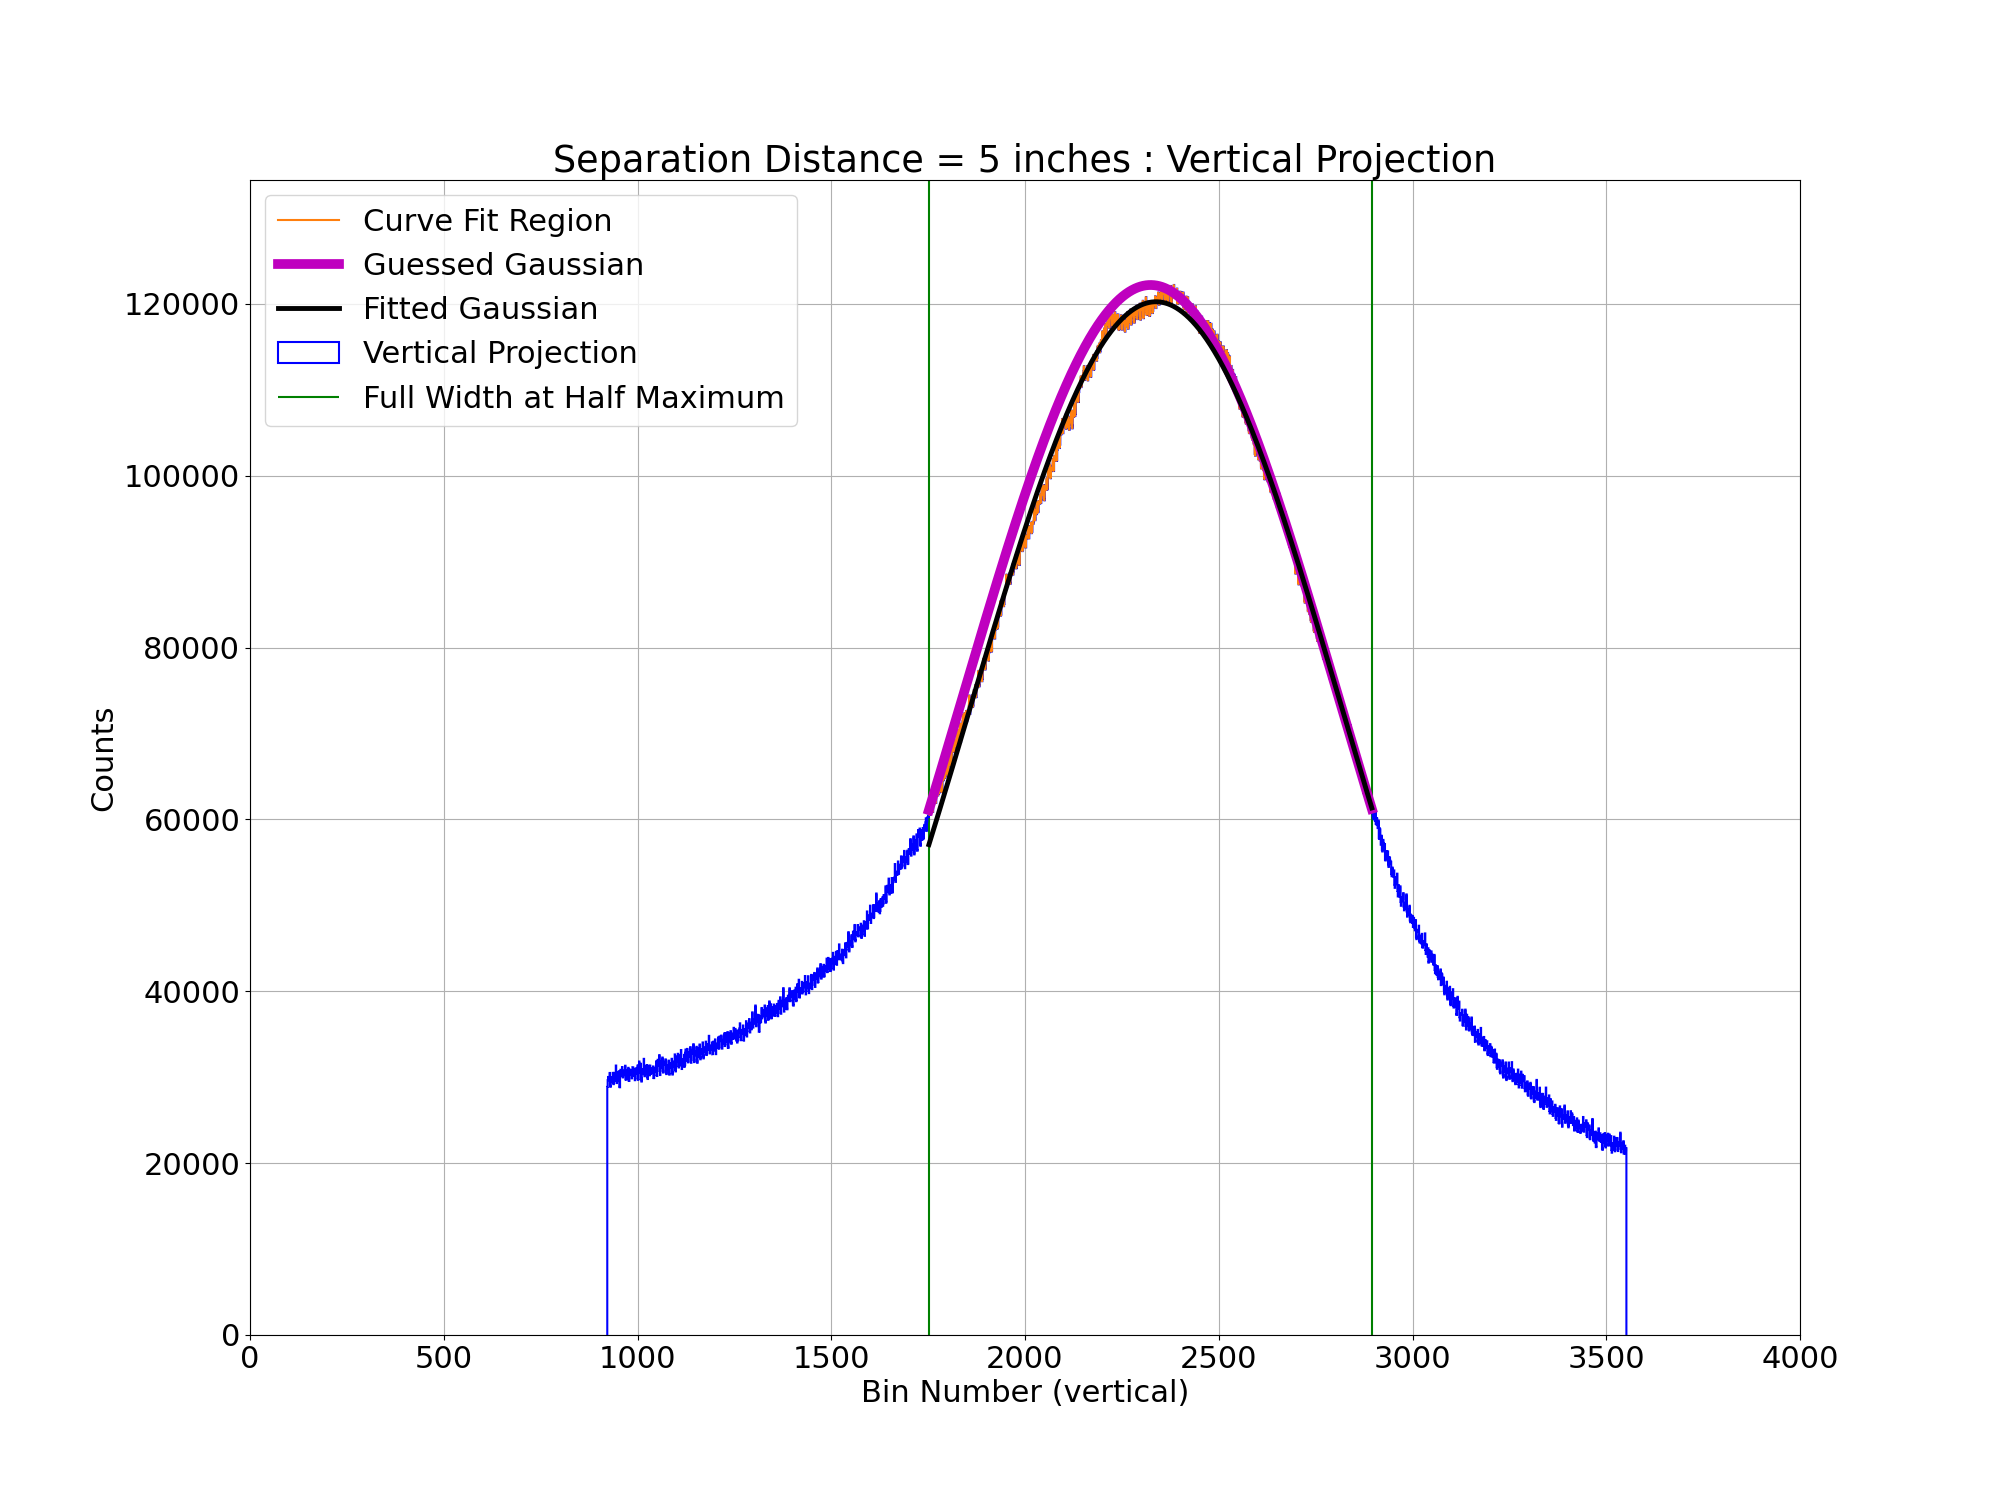 Separation Distance = 5 inches : Vertical Projection
Curve Fit Region
Guessed Gaussian
Fitted Gaussian
Vertical Projection
Full Width at Half Maximum
120000
100000
80000
60000
40000
20000
0
Counts
0 500 1000 1500 2000 2500 3000 3500 4000
Bin Number (vertical)